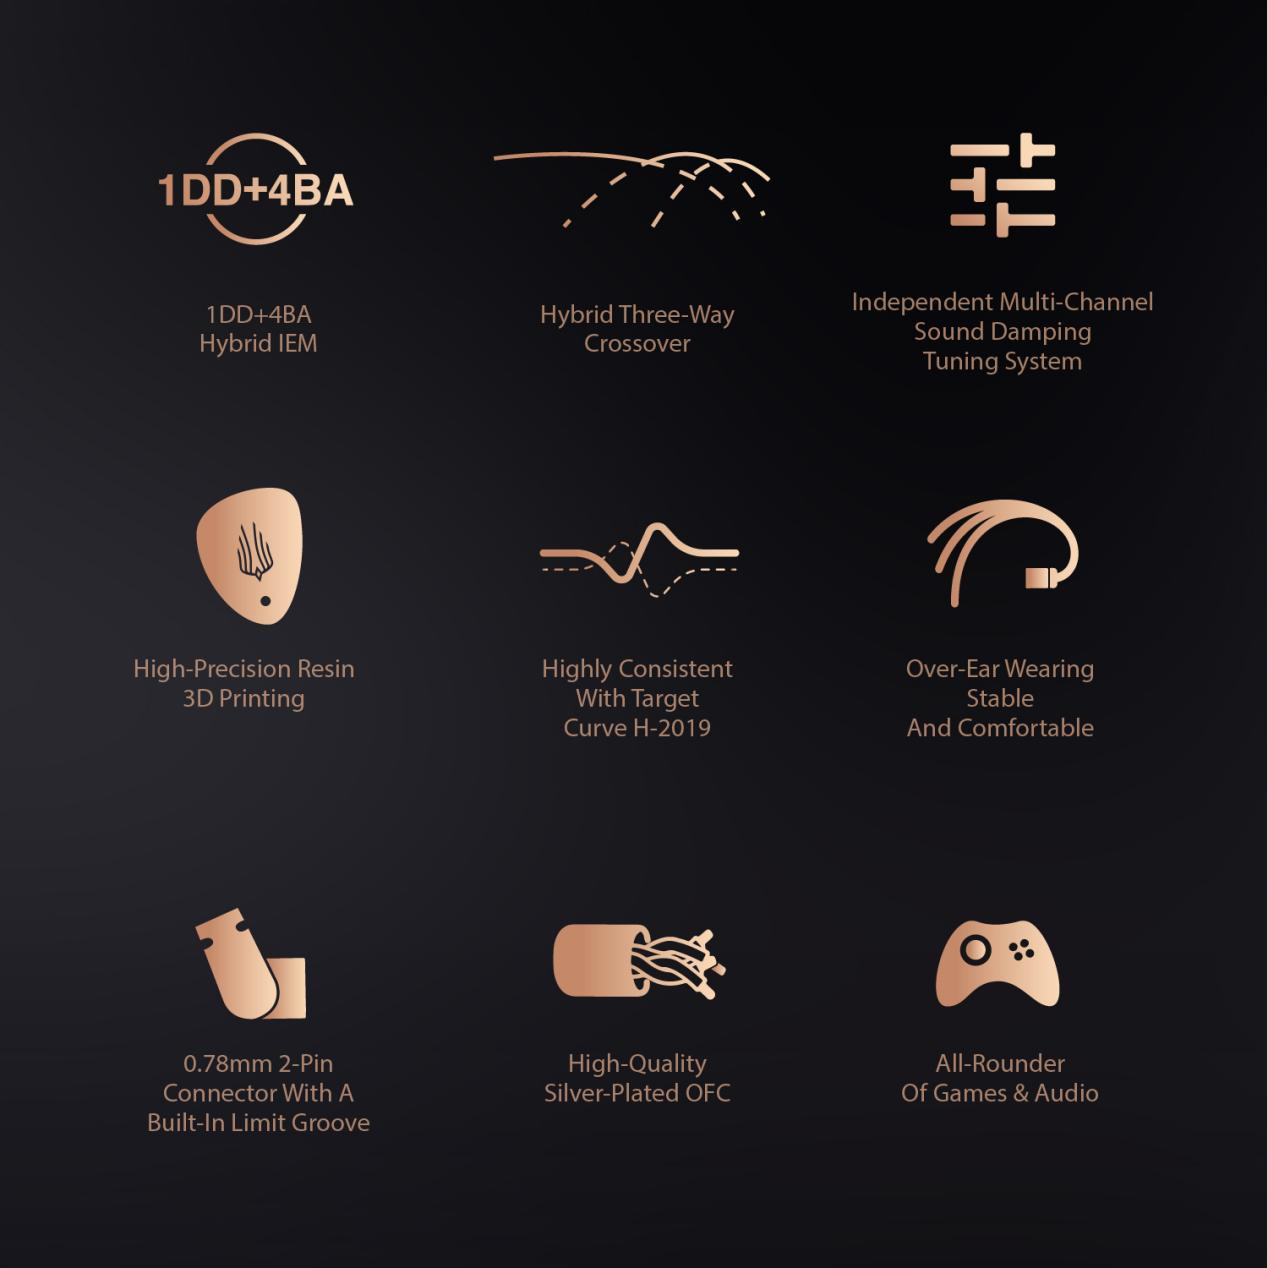 1DD+4BA
1DD+4BA
Hybrid IEM
Hybrid Three-Way
Crossover
Independent Multi-Channel
Sound Damping
Tuning System
High-Precision Resin
3D Printing
Highly Consistent
With Target
Curve H-2019
Over-Ear Wearing
Stable
And Comfortable
0.78mm 2-Pin
Connector With A
Built-In Limit Groove
High-Quality
Silver-Plated OFC
All-Rounder
Of Games & Audio